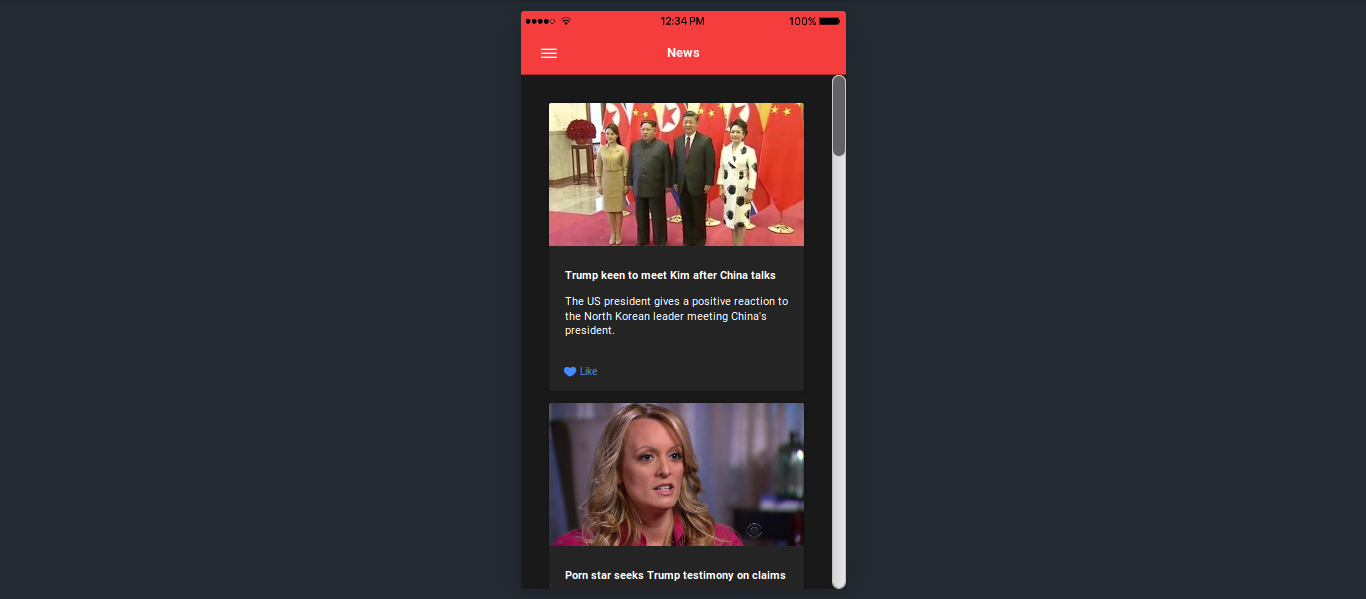 12:34 PM 100%
News
Trump keen to meet Kim after China talks
The US president gives a positive reaction to
the North Korean leader meeting China's
president.
Like
Porn star seeks Trump testimony on claims